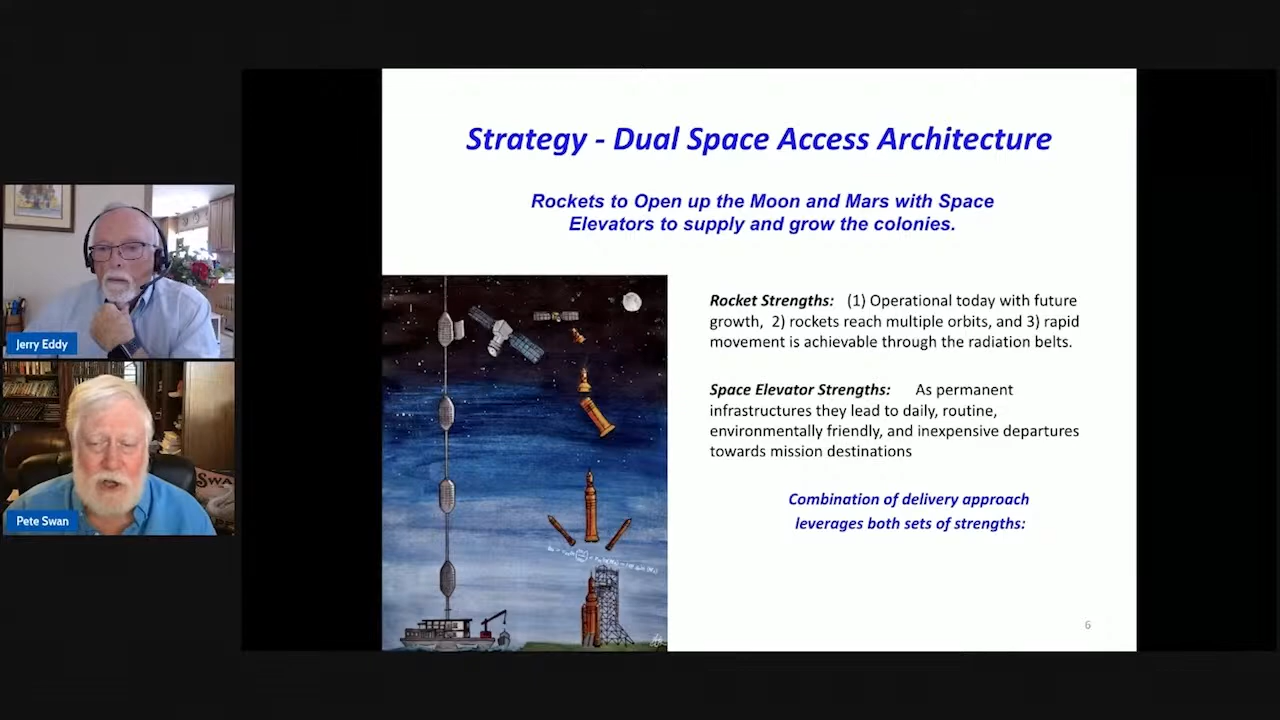 Strategy - Dual Space Access Architecture
Rockets to Open up the Moon and Mars with Space
Elevators to supply and grow the colonies.
Rocket Strengths: (1) Operational today with future
growth, 2) rockets reach multiple orbits, and 3) rapid
movement is achievable through the radiation belts.
Space Elevator Strengths: As permanent
infrastructures they lead to daily, routine,
environmentally friendly, and inexpensive departures
towards mission destinations
Combination of delivery approach
leverages both sets of strengths:
6
Jerry Eddy
Pete Swan